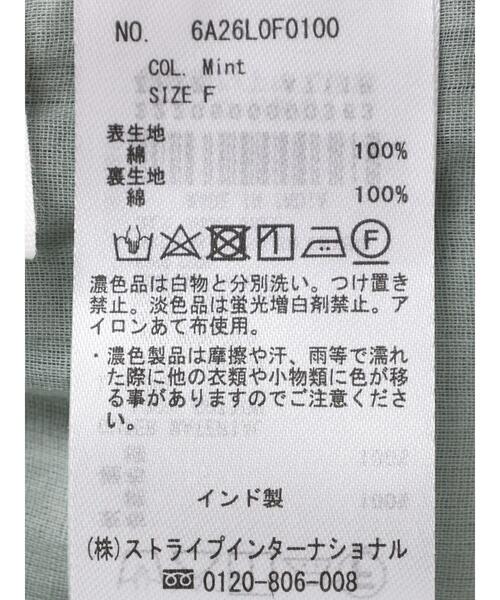 NO. 6A26L0F0100
COL. Mint
SIZE F
表生地
綿 100%
裏生地
綿 100%
F
濃色品は白物と分別洗い。つけ置き
禁止。淡色品は蛍光増白剤禁止。ア
イロンあて布使用。
・濃色製品は摩擦や汗、雨等で濡れ
た際に他の衣類や小物類に色が移
る事がありますのでご注意くださ
い。
インド製
(株)ストライプインターナショナル
0120-806-008